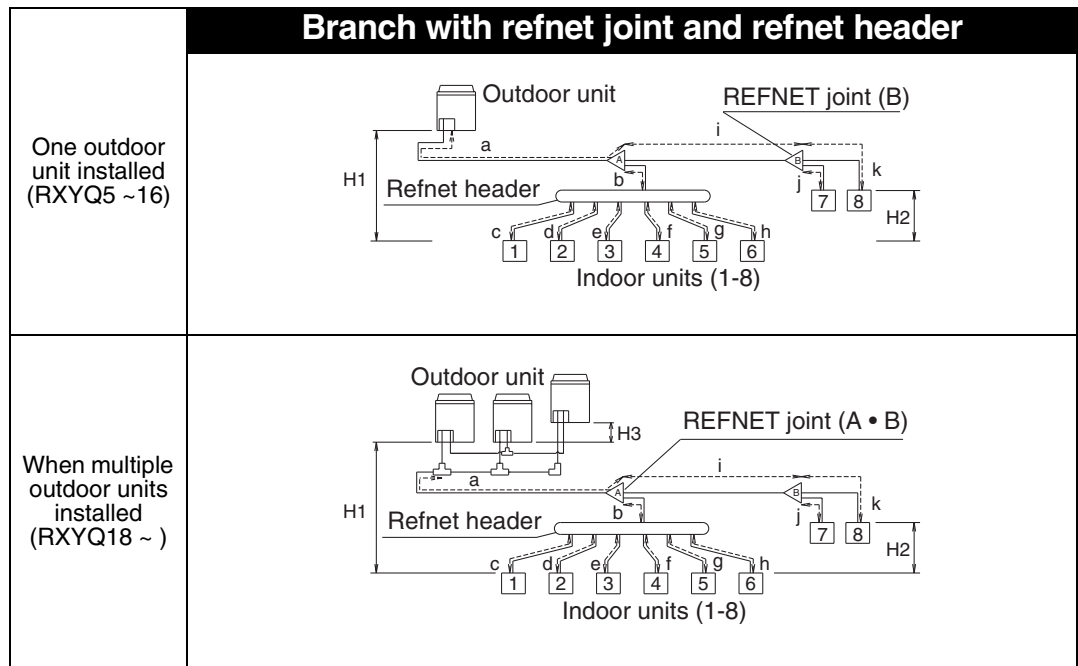 Branch with refnet joint and refnet header
One outdoor
unit installed
(RXYQ5 ~16)
Outdoor unit
REFNET joint (B)
a
i
A
B
k
H1
b
j
Refnet header
7
8
H2
c
d
e
f
g
h
1
2
3
4
5
6
Indoor units (1-8)
When multiple
outdoor units
installed
(RXYQ18 ~ )
Outdoor unit
H3
REFNET joint (A • B)
a
i
A
B
k
H1
b
j
Refnet header
7
8
H2
c
d
e
f
g
h
1
2
3
4
5
6
Indoor units (1-8)